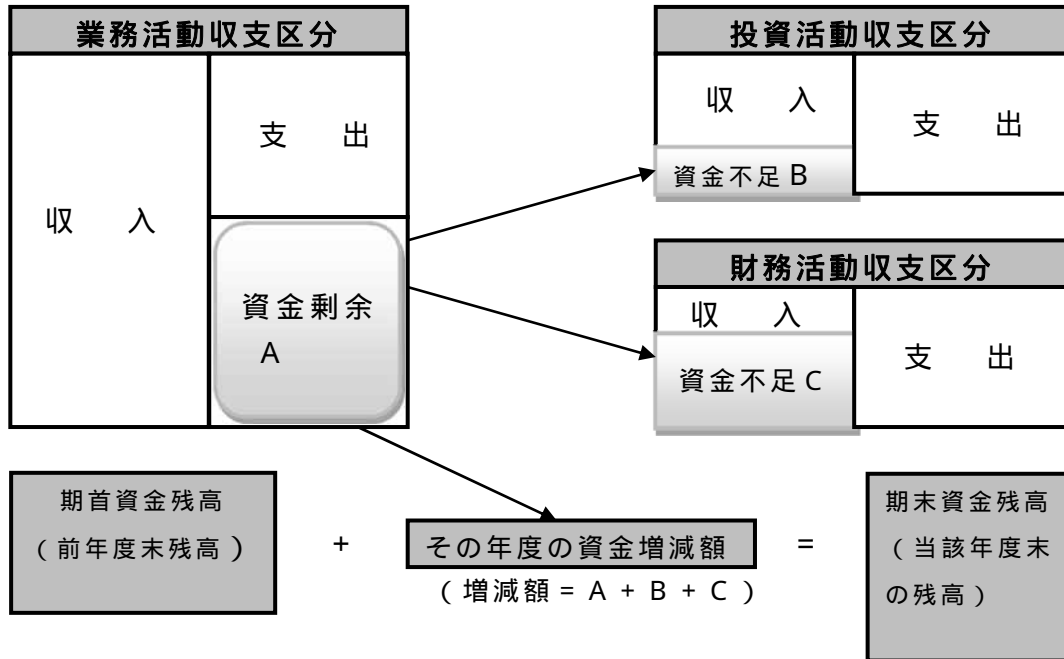 業務活動収支区分
収 入
支 出
資金剰余
A
投資活動収支区分
収 入
資金不足 B
支 出
財務活動収支区分
収 入
資金不足 C
支 出
期首資金残高
（前年度末残高）
+
その年度の資金増減額
（増減額 = A + B + C ）
=
期末資金残高
（当該年度末
の残高）